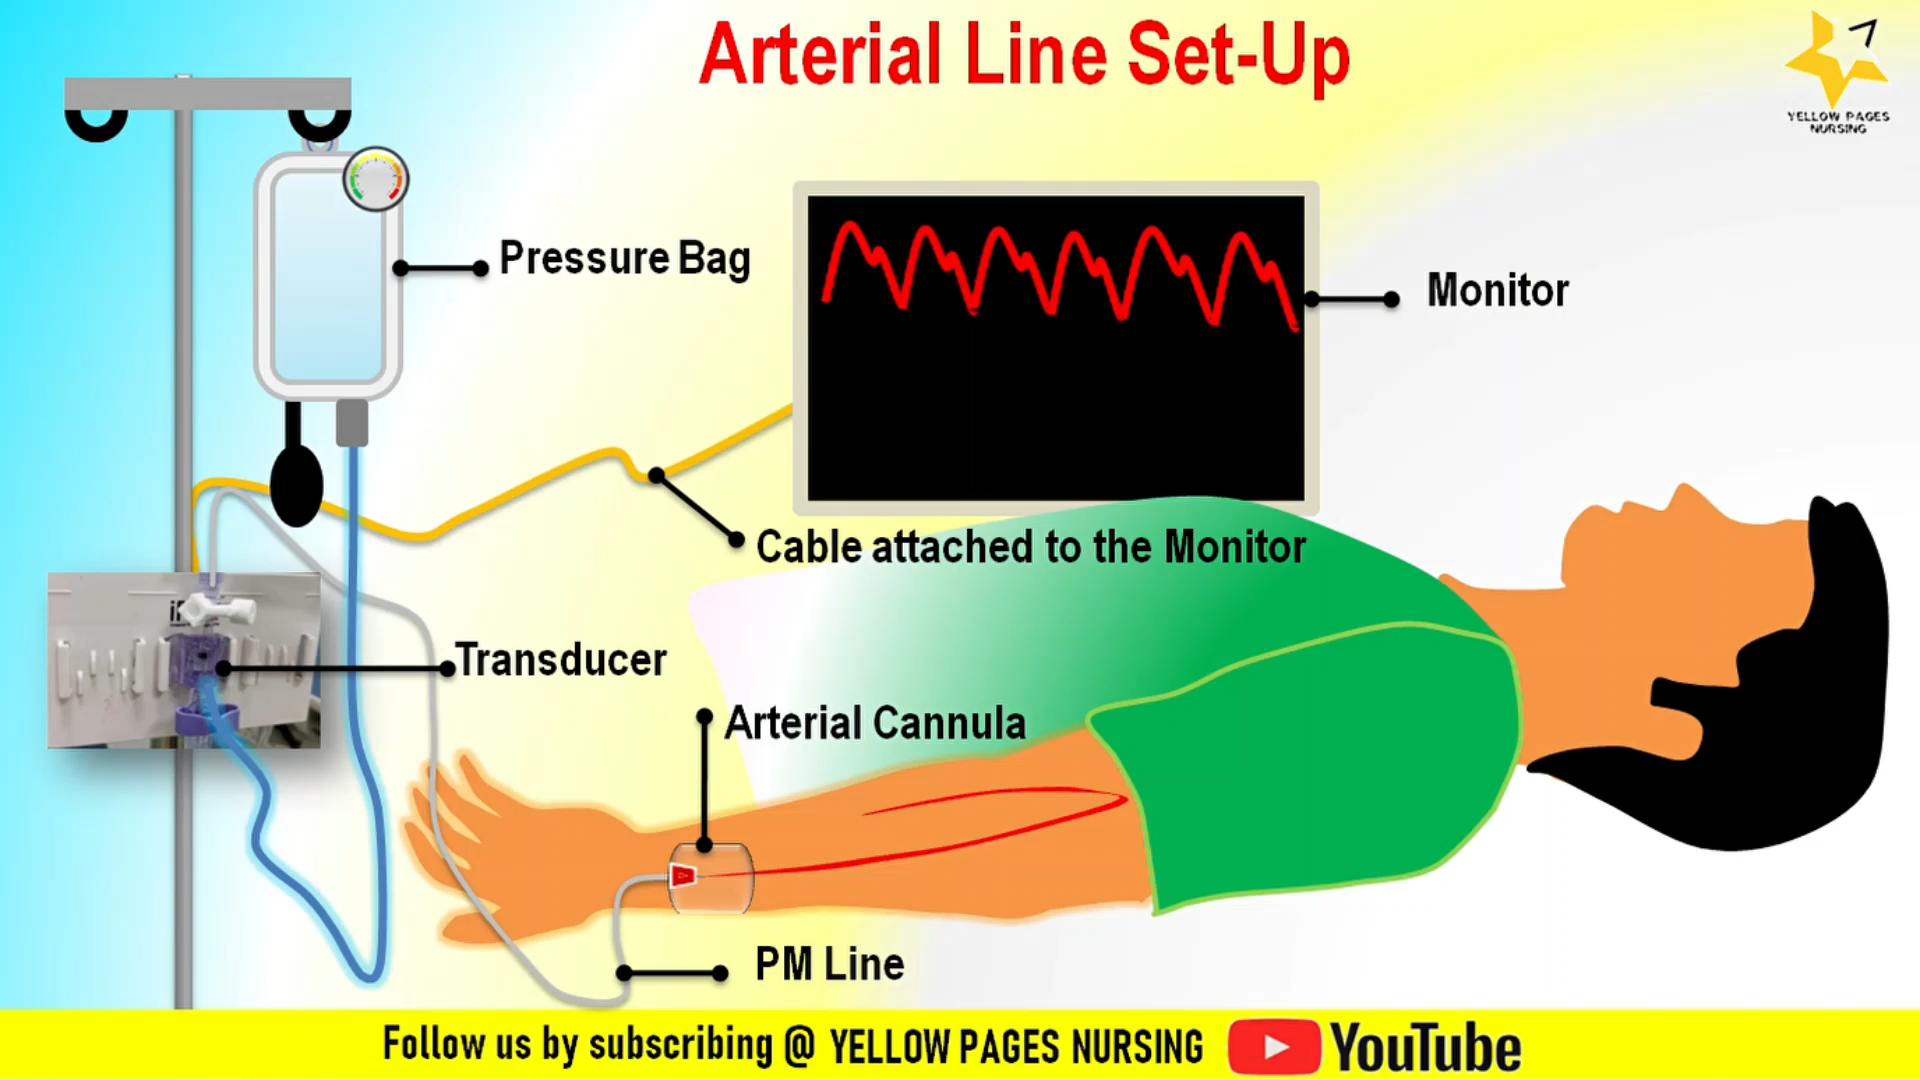 Arterial Line Set-Up
YELLOW PAGES
NURSING
Pressure Bag
Monitor
Cable attached to the Monitor
Transducer
Arterial Cannula
PM Line
Follow us by subscribing @ YELLOW PAGES NURSING YouTube